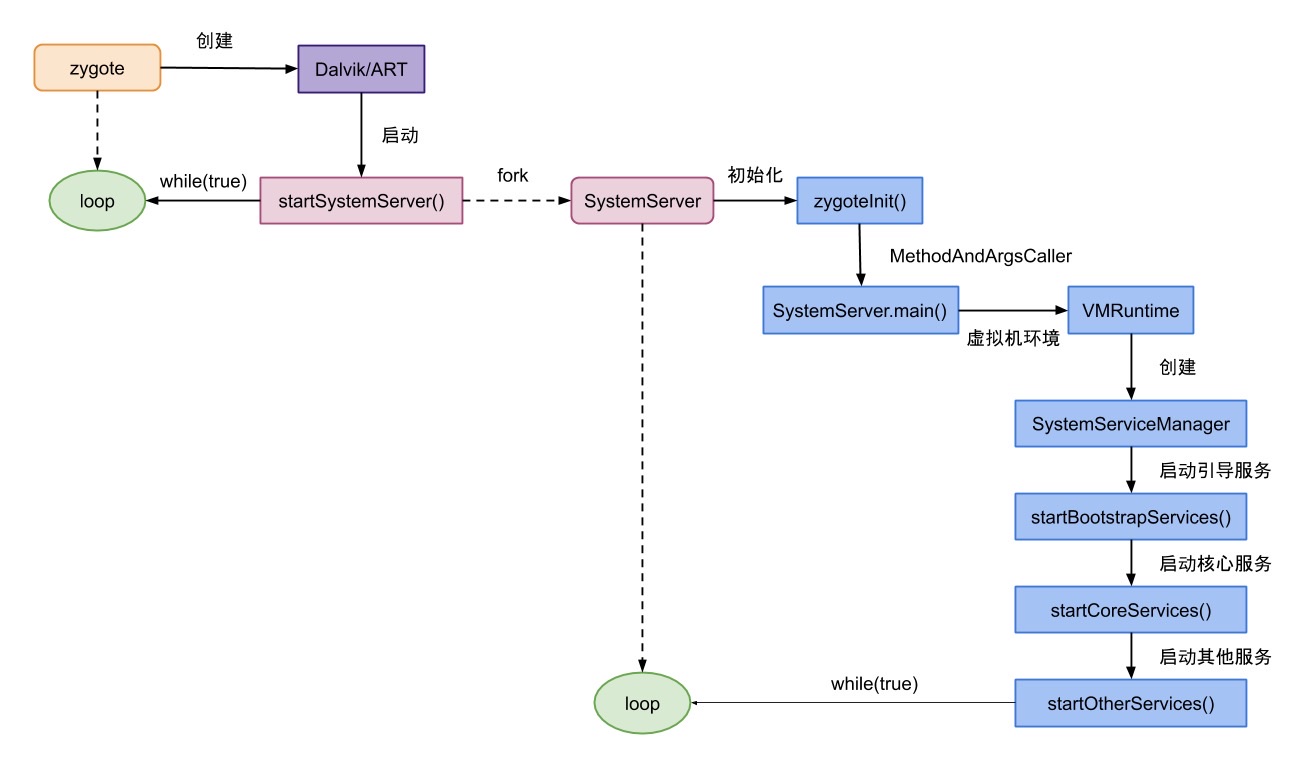 创建
zygote
Dalvik/ART
启动
while(true)
fork
初始化
loop
startSystemServer()
SystemServer
zygoteInit()
MethodAndArgsCaller
SystemServer.main()
VMRuntime
虚拟机环境
创建
SystemServiceManager
启动引导服务
startBootstrapServices()
启动核心服务
startCoreServices()
启动其他服务
while(true)
loop
startOtherServices()